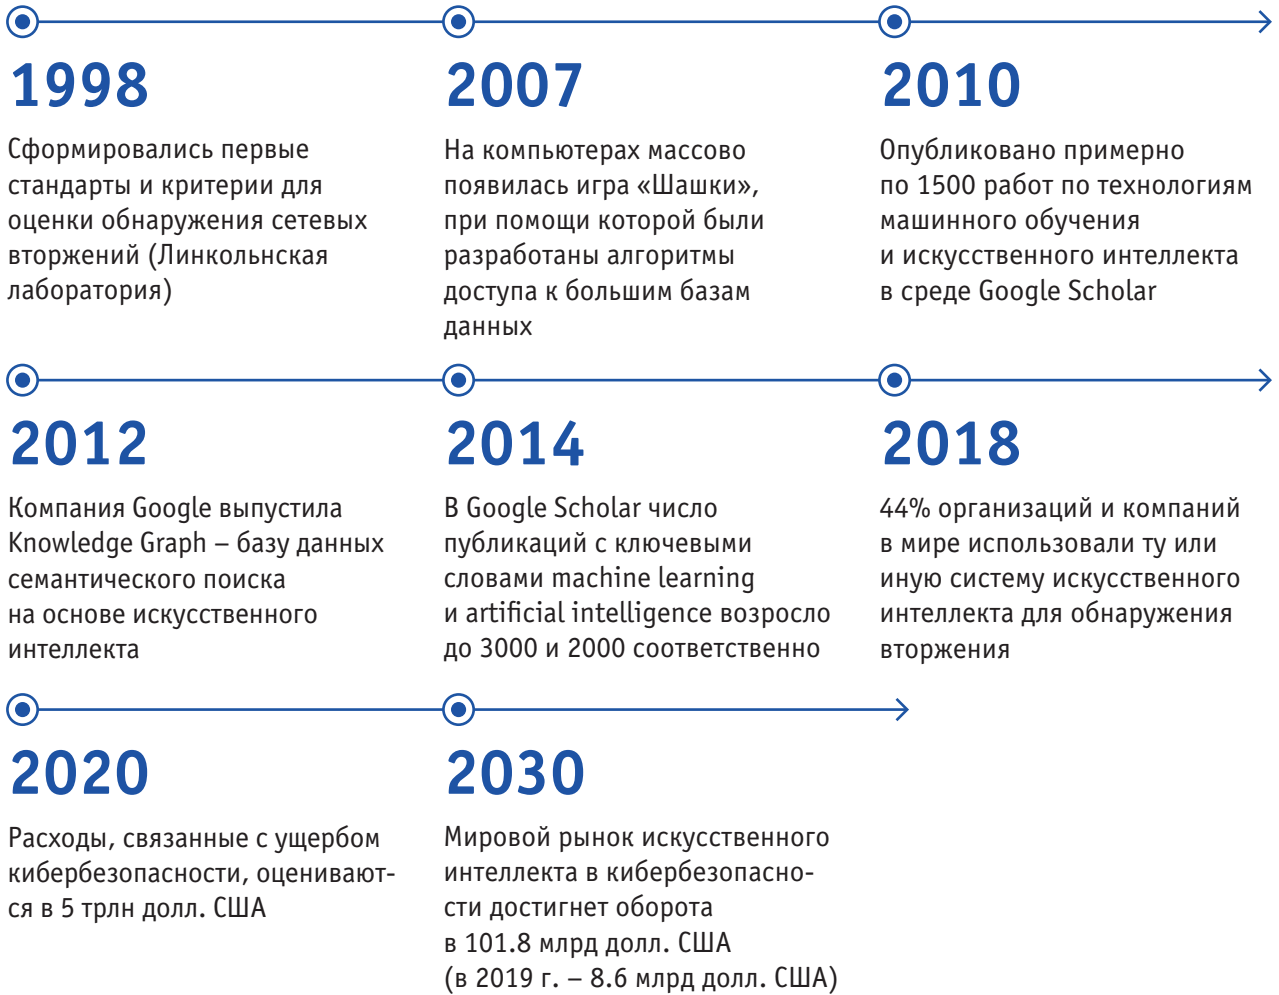 1998
Сформировались первые
стандарты и критерии для
оценки обнаружения сетевых
вторжений (Линкольнская
лаборатория)
2007
На компьютерах массово
появилась игра «Шашки»,
при помощи которой были
разработаны алгоритмы
доступа к большим базам
данных
2010
Опубликовано примерно
по 1500 работ по технологиям
машинного обучения
и искусственного интеллекта
в среде Google Scholar
2012
Компания Google выпустила
Knowledge Graph – базу данных
семантического поиска
на основе искусственного
интеллекта
2014
В Google Scholar число
публикаций с ключевыми
словами machine learning
и artificial intelligence возросло
до 3000 и 2000 соответственно
2018
44% организаций и компаний
в мире использовали ту или
иную систему искусственного
интеллекта для обнаружения
вторжения
2020
Расходы, связанные с ущербом
кибербезопасности, оценивают-
ся в 5 трлн долл. США
2030
Мировой рынок искусственного
интеллекта в кибербезопасно-
сти достигнет оборота
в 101.8 млрд долл. США
(в 2019 г. – 8.6 млрд долл. США)